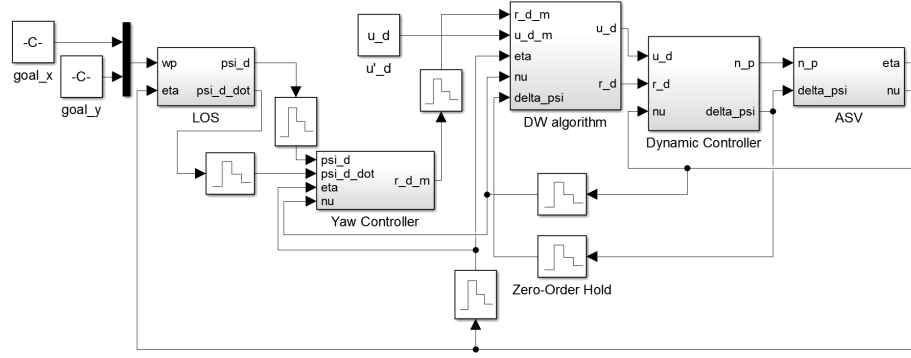 -C-
goal_x
-C-
goal_y
wp
eta
psi_d
psi_d_dot
LOS
psi_d
psi_d_dot
eta
nu
r_d_m
Yaw Controller
u_d
u'_d
r_d_m
u_d_m
eta
nu
delta_psi
u_d
r_d
DW algorithm
u_d
r_d
nu
n_p
delta_psi
Dynamic Controller
n_p
delta_psi
eta
nu
ASV
Zero-Order Hold